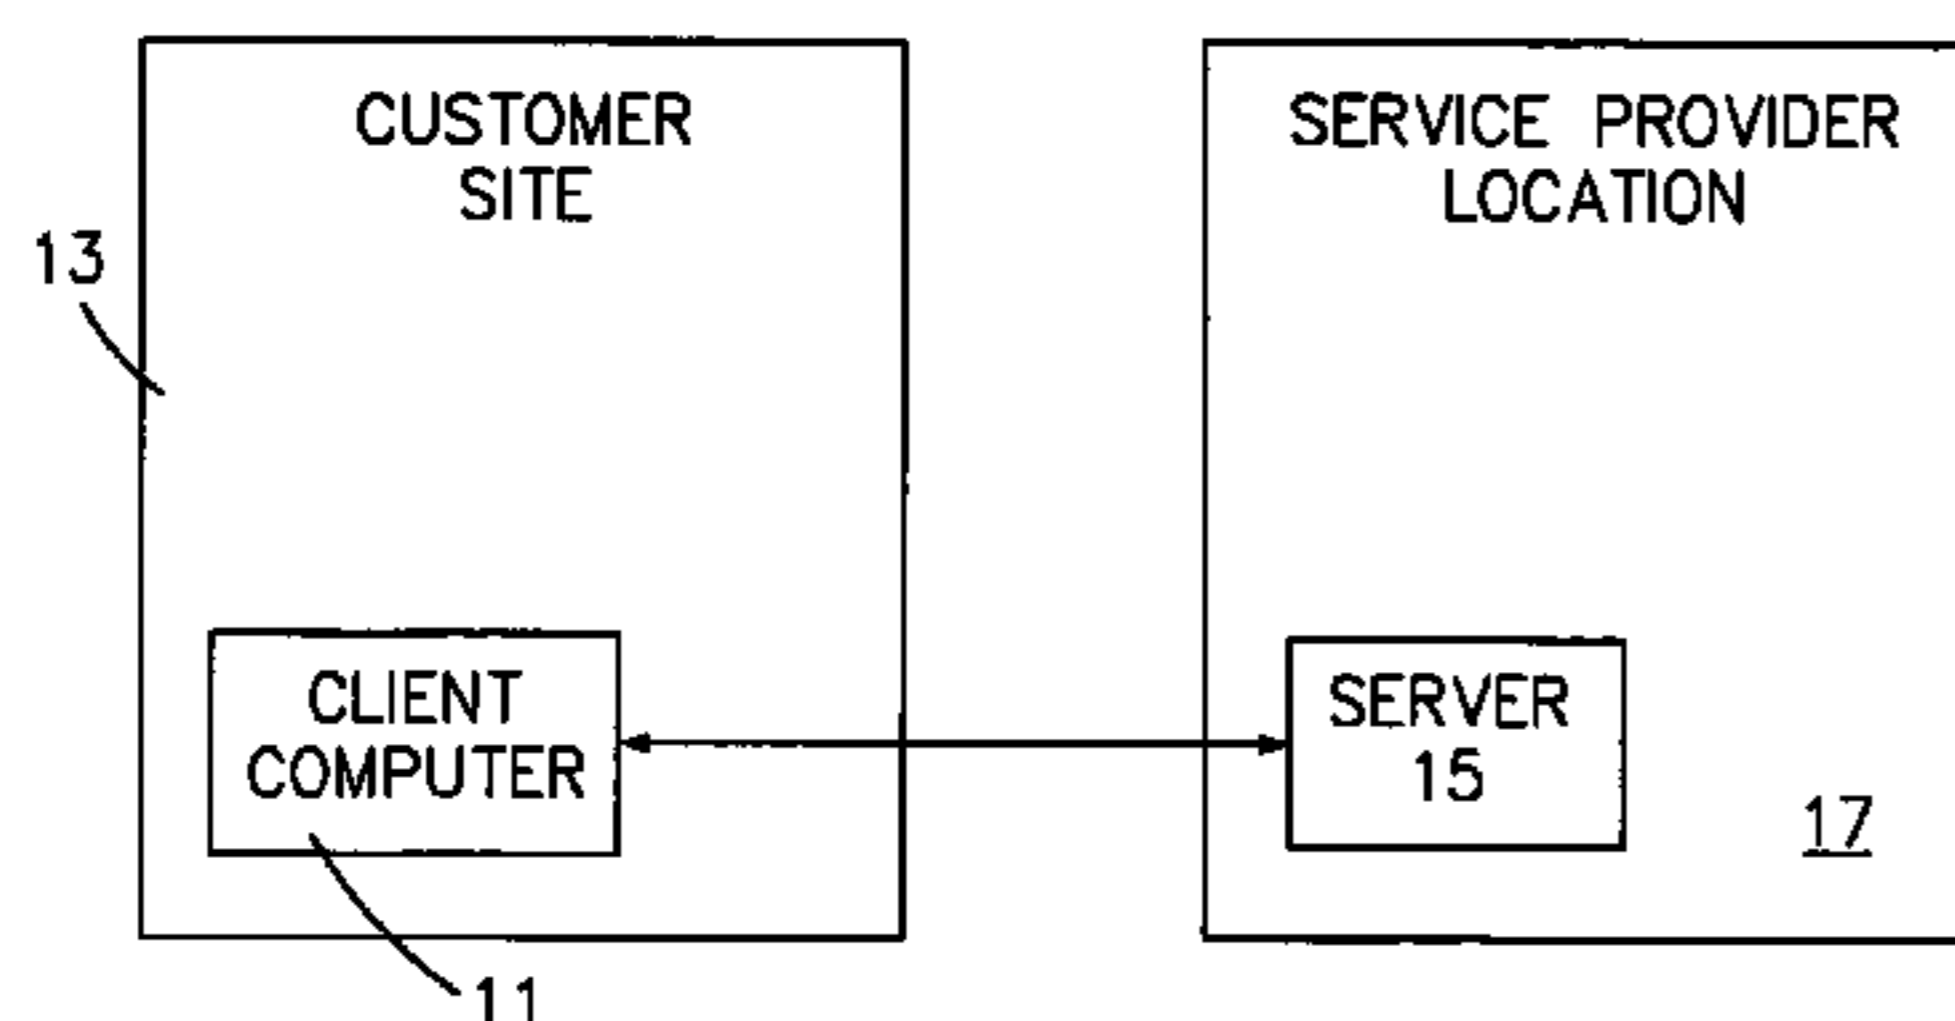 CUSTOMER
SITE
13
CLIENT
COMPUTER
11
SERVICE PROVIDER
LOCATION
SERVER
15
17